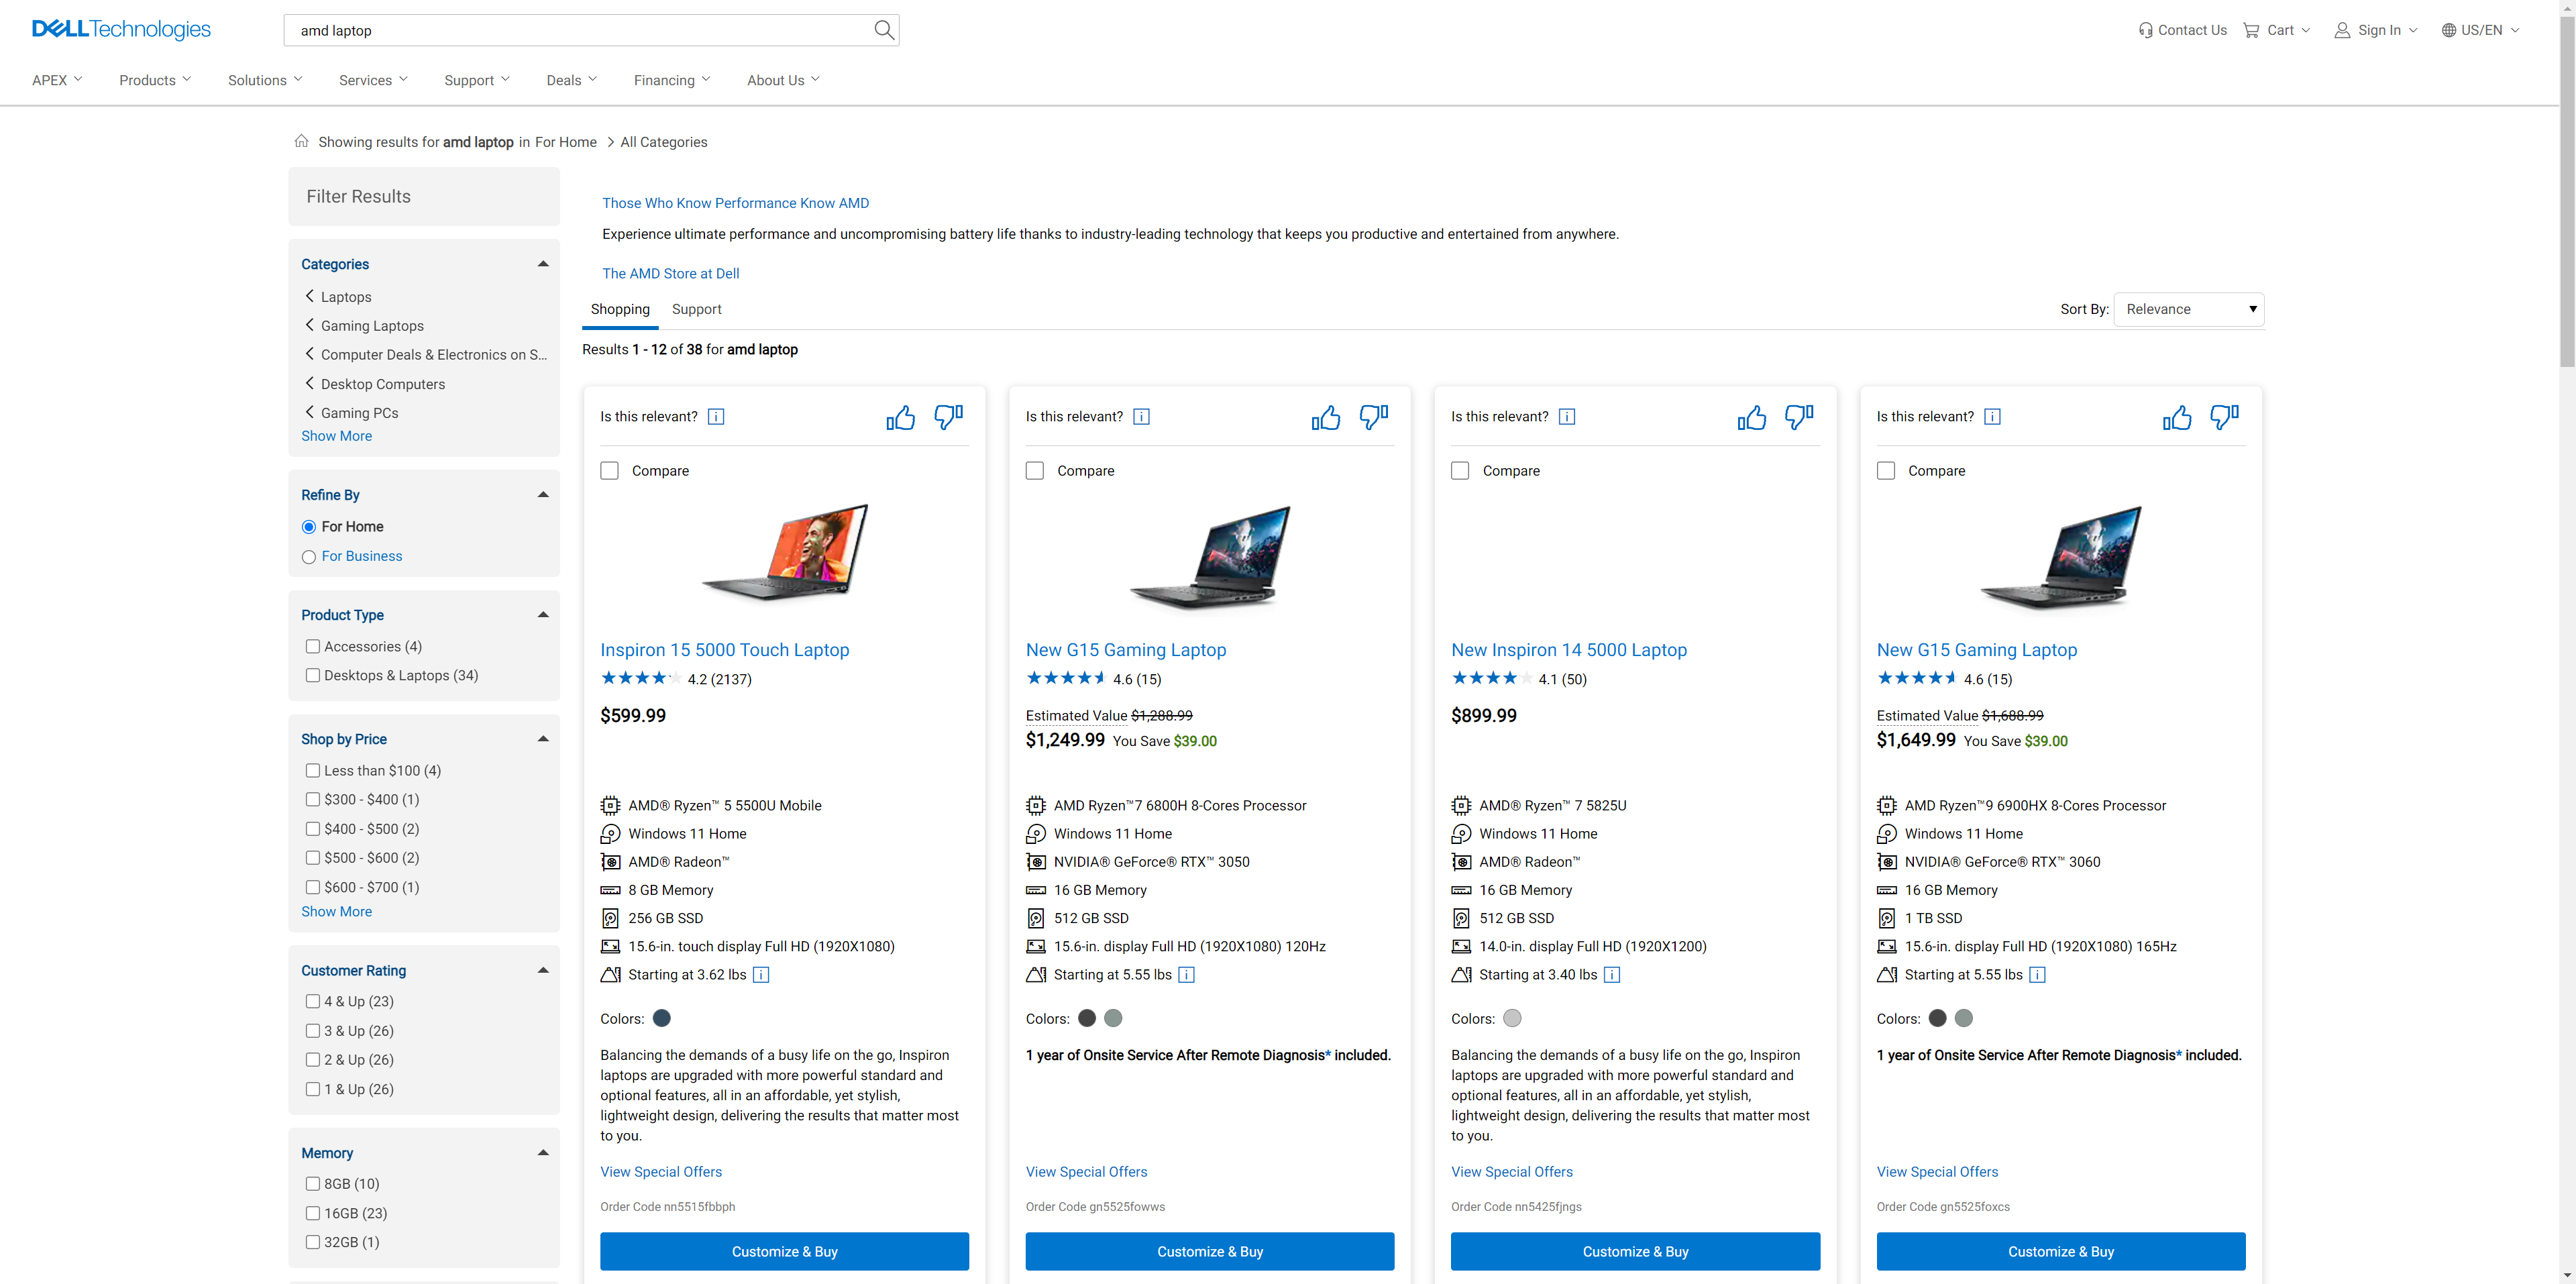 DELL Technologies
amd laptop
Contact Us
Cart
Sign In
US/EN
APEX
Products
Solutions
Services
Support
Deals
Financing
About Us
Showing results for amd laptop in For Home > All Categories
Filter Results
Categories
Laptops
Gaming Laptops
Computer Deals & Electronics on S...
Desktop Computers
Gaming PCs
Show More
Refine By
For Home
For Business
Product Type
Accessories (4)
Desktops & Laptops (34)
Shop by Price
Less than $100 (4)
$300 - $400 (1)
$400 - $500 (2)
$500 - $600 (2)
$600 - $700 (1)
Show More
Customer Rating
4 & Up (23)
3 & Up (26)
2 & Up (26)
1 & Up (26)
Memory
8GB (10)
16GB (23)
32GB (1)
Those Who Know Performance Know AMD
Experience ultimate performance and uncompromising battery life thanks to industry-leading technology that keeps you productive and entertained from anywhere.
The AMD Store at Dell
Shopping
Support
Sort By:
Relevance
Results 1 - 12 of 38 for amd laptop
Is this relevant?
Compare
Inspiron 15 5000 Touch Laptop
4.2 (2137)
$599.99
AMD® Ryzen™ 5 5500U Mobile
Windows 11 Home
AMD® Radeon™
8 GB Memory
256 GB SSD
15.6-in. touch display Full HD (1920X1080)
Starting at 3.62 lbs
Colors:
Balancing the demands of a busy life on the go, Inspiron
laptops are upgraded with more powerful standard and
optional features, all in an affordable, yet stylish,
lightweight design, delivering the results that matter most
to you.
View Special Offers
Order Code nn5515fbbph
Customize & Buy
Is this relevant?
Compare
New G15 Gaming Laptop
4.6 (15)
Estimated Value $1,288.99
$1,249.99 You Save $39.00
AMD Ryzen™7 6800H 8-Cores Processor
Windows 11 Home
NVIDIA® GeForce® RTX™ 3050
16 GB Memory
512 GB SSD
15.6-in. display Full HD (1920X1080) 120Hz
Starting at 5.55 lbs
Colors:
1 year of Onsite Service After Remote Diagnosis* included.
View Special Offers
Order Code gn5525fowws
Customize & Buy
Is this relevant?
Compare
New Inspiron 14 5000 Laptop
4.1 (50)
$899.99
AMD® Ryzen™ 7 5825U
Windows 11 Home
AMD® Radeon™
16 GB Memory
512 GB SSD
14.0-in. display Full HD (1920X1200)
Starting at 3.40 lbs
Colors:
Balancing the demands of a busy life on the go, Inspiron
laptops are upgraded with more powerful standard and
optional features, all in an affordable, yet stylish,
lightweight design, delivering the results that matter most
to you.
View Special Offers
Order Code nn5425fjngs
Customize & Buy
Is this relevant?
Compare
New G15 Gaming Laptop
4.6 (15)
Estimated Value $1,688.99
$1,649.99 You Save $39.00
AMD Ryzen™9 6900HX 8-Cores Processor
Windows 11 Home
NVIDIA® GeForce® RTX™ 3060
16 GB Memory
1 TB SSD
15.6-in. display Full HD (1920X1080) 165Hz
Starting at 5.55 lbs
Colors:
1 year of Onsite Service After Remote Diagnosis* included.
View Special Offers
Order Code gn5525foxcs
Customize & Buy